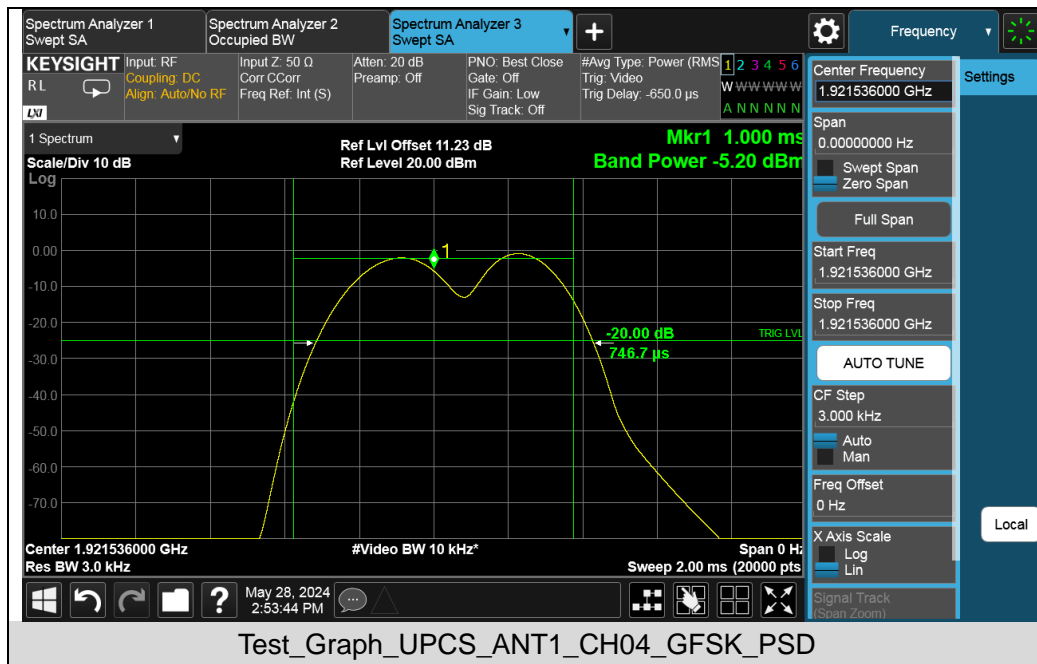 Spectrum Analyzer 1
Swept SA
Spectrum Analyzer 2
Occupied BW
Spectrum Analyzer 3
Swept SA
Frequency
KEYSIGHT
RL
LXI
Input: RF
Coupling: DC
Align: Auto/No RF
Input Z: 50 Ω
Corr CCorr
Freq Ref: Int (S)
Atten: 20 dB
Preamp: Off
PNO: Best Close
Gate: Off
IF Gain: Low
Sig Track: Off
#Avg Type: Power (RMS
Trig: Video
Trig Delay: -650.0 µs
1 2 3 4 5 6
W W W W W W
A N N N N N
1 Spectrum
Scale/Div 10 dB
Log
Ref Lvl Offset 11.23 dB
Ref Level 20.00 dBm
Mkr1 1.000 ms
Band Power -5.20 dBm
10.0
0.00
-10.0
-20.0
-30.0
-40.0
-50.0
-60.0
-70.0
1
-20.00 dB
746.7 µs
TRIG LVL
Center 1.921536000 GHz
Res BW 3.0 kHz
#Video BW 10 kHz*
Span 0 Hz
Sweep 2.00 ms (20000 pts
May 28, 2024
2:53:44 PM
Center Frequency
1.921536000 GHz
Span
0.00000000 Hz
Swept Span
Zero Span
Full Span
Start Freq
1.921536000 GHz
Stop Freq
1.921536000 GHz
AUTO TUNE
CF Step
3.000 kHz
Auto
Man
Freq Offset
0 Hz
X Axis Scale
Log
Lin
Signal Track
(Span Zoom)
Settings
Local
Test_Graph_UPCS_ANT1_CH04_GFSK_PSD